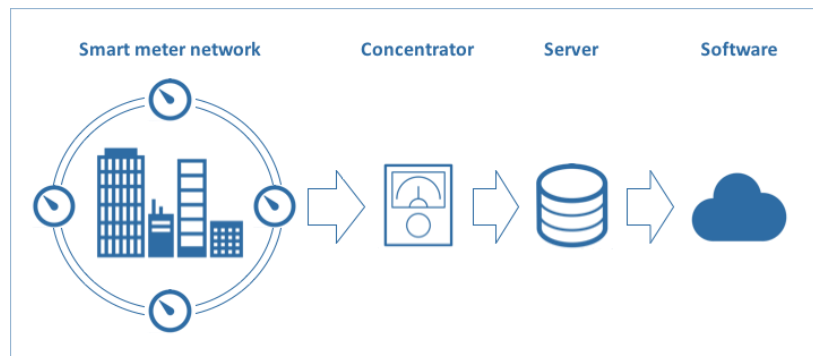 Smart meter network
Concentrator
Server
Software